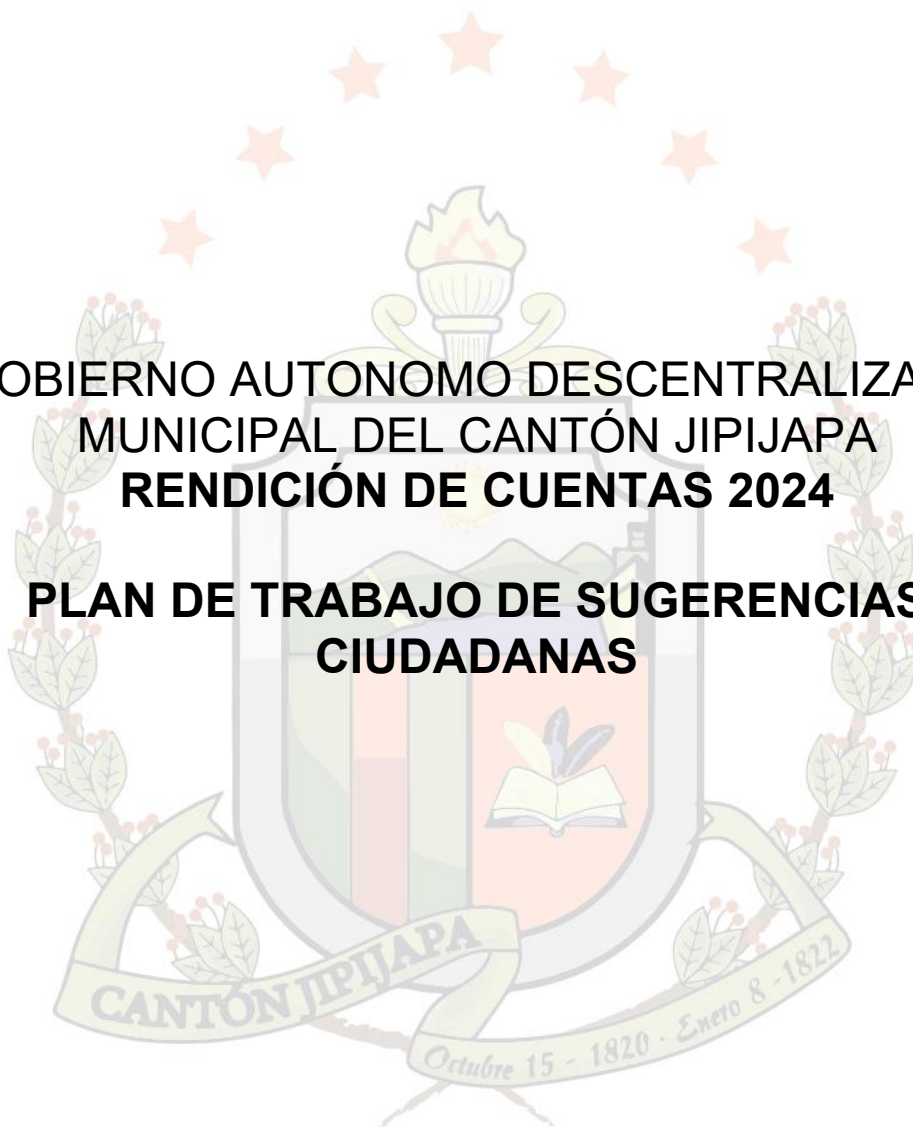 OBIERNO AUTONOMO DESCENTRALIZA
MUNICIPAL DEL CANTÓN JIPIJAPA
RENDICIÓN DE CUENTAS 2024
PLAN DE TRABAJO DE SUGERENCIAS
CIUDADANAS
CANTÓN JIPIJAPA
Octubre 15 - 1820 . Enero 8 - 1822